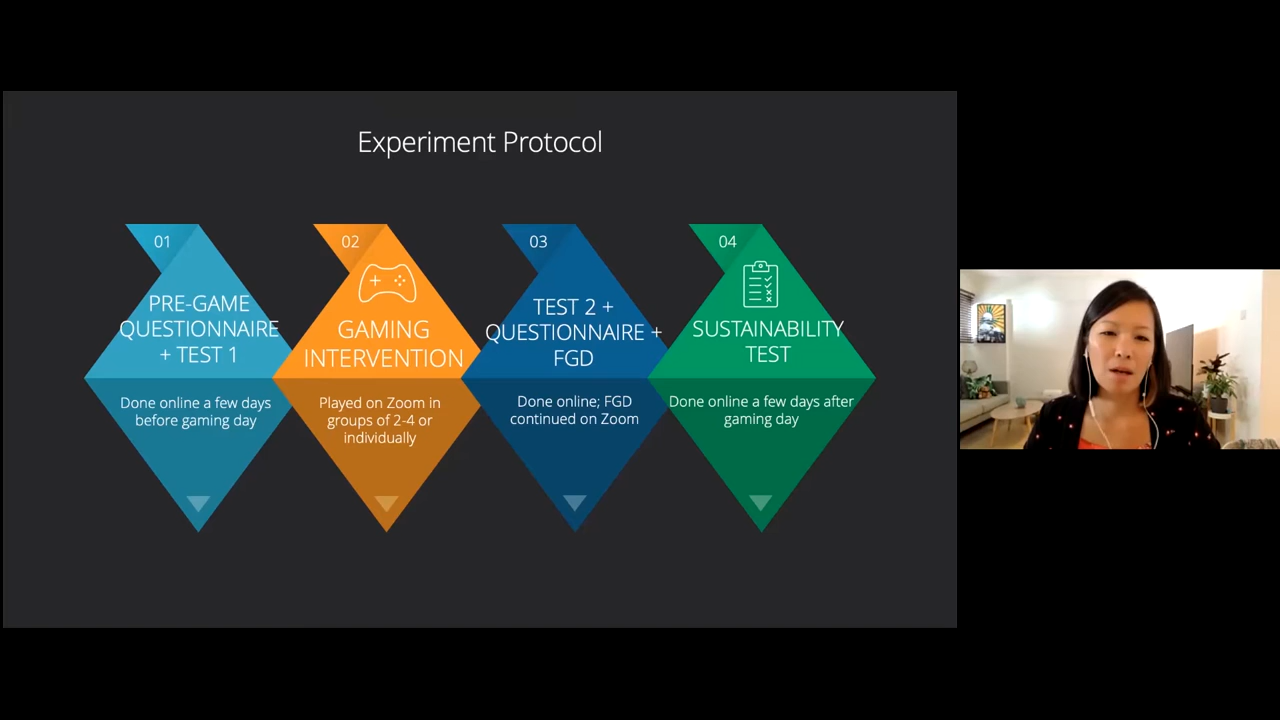 Experiment Protocol
01
PRE-GAME
QUESTIONNAIRE
+ TEST 1
Done online a few days
before gaming day
02
GAMING
INTERVENTION
Played on Zoom in
groups of 2-4 or
individually
03
TEST 2 +
QUESTIONNAIRE +
FGD
Done online; FGD
continued on Zoom
04
SUSTAINABILITY
TEST
Done online a few days after
gaming day